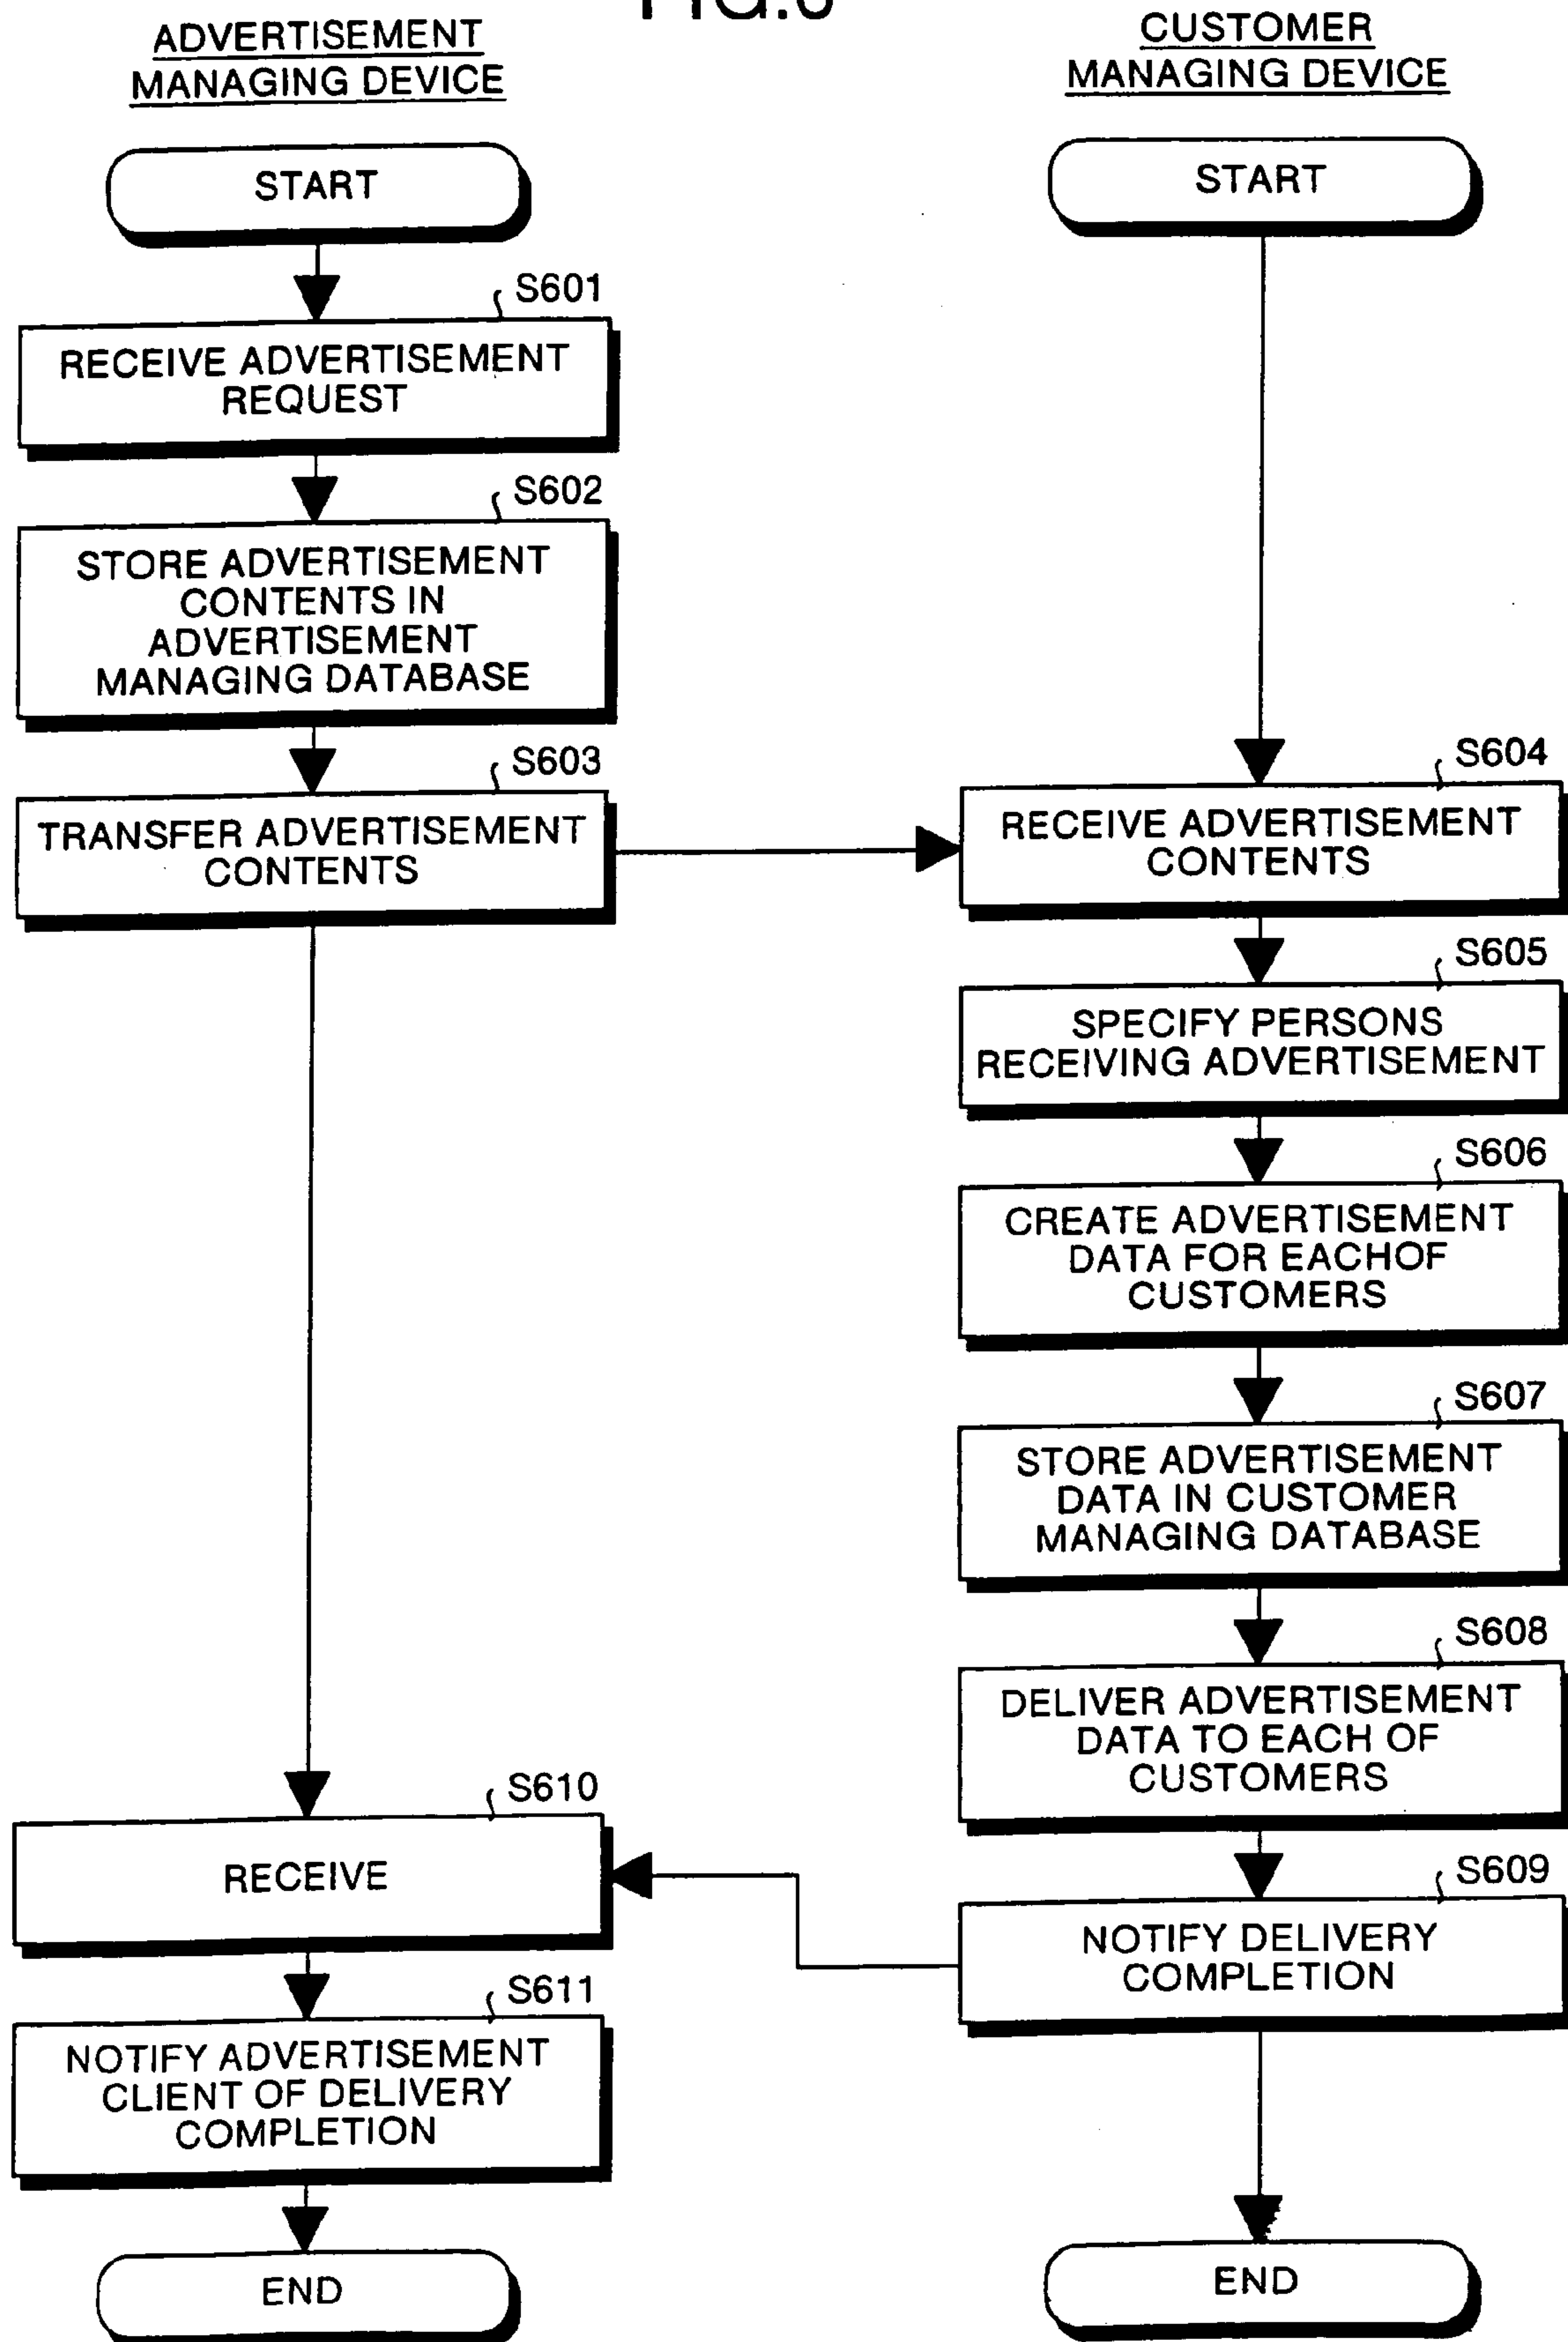 ADVERTISEMENT
MANAGING DEVICE
START
S601
RECEIVE ADVERTISEMENT
REQUEST
S602
STORE ADVERTISEMENT
CONTENTS IN
ADVERTISEMENT
MANAGING DATABASE
S603
TRANSFER ADVERTISEMENT
CONTENTS
S610
RECEIVE
S611
NOTIFY ADVERTISEMENT
CLIENT OF DELIVERY
COMPLETION
END
CUSTOMER
MANAGING DEVICE
START
S604
RECEIVE ADVERTISEMENT
CONTENTS
S605
SPECIFY PERSONS
RECEIVING ADVERTISEMENT
S606
CREATE ADVERTISEMENT
DATA FOR EACHOF
CUSTOMERS
S607
STORE ADVERTISEMENT
DATA IN CUSTOMER
MANAGING DATABASE
S608
DELIVER ADVERTISEMENT
DATA TO EACH OF
CUSTOMERS
S609
NOTIFY DELIVERY
COMPLETION
END